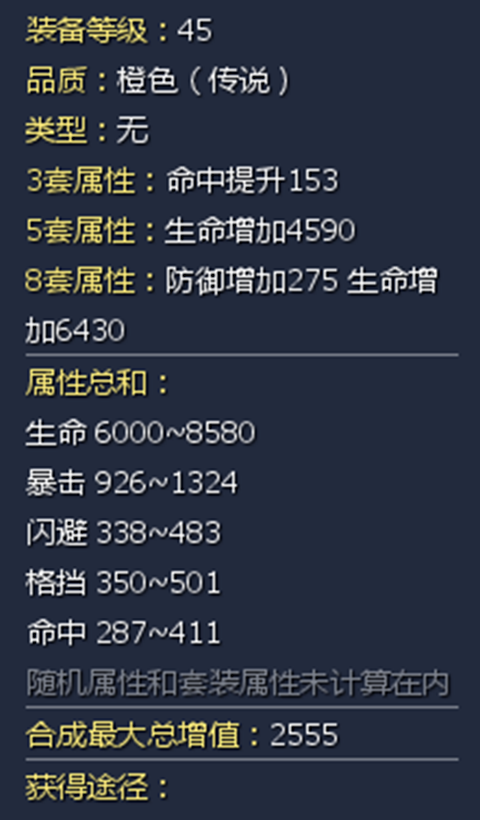 装备等级：45
品质：橙色（传说）
类型：无
3套属性：命中提升153
5套属性：生命增加4590
8套属性：防御增加275 生命增
加6430
属性总和：
生命 6000~8580
暴击 926~1324
闪避 338~483
格挡 350~501
命中 287~411
随机属性和套装属性未计算在内
合成最大总增值：2555
获得途径：